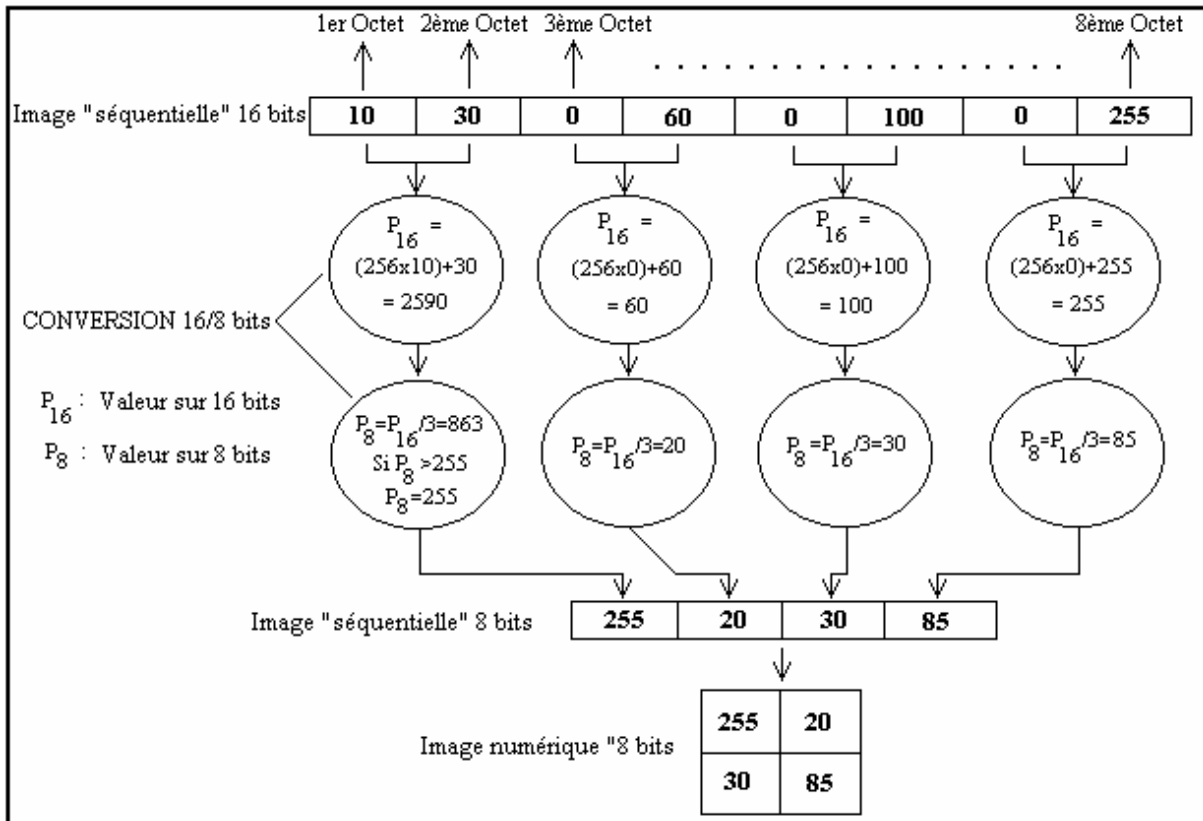 1er Octet 2ème Octet 3ème Octet 8ème Octet
. . . . . . . . . . . . . . . . . .
Image "séquentielle" 16 bits 10 30 0 60 0 100 0 255
P16 = P16 = P16 = P16 =
(256x10)+30 (256x0)+60 (256x0)+100 (256x0)+255
= 2590 = 60 = 100 = 255
CONVERSION 16/8 bits
P16 : Valeur sur 16 bits
P8 : Valeur sur 8 bits
P8=P16/3=863
Si P8 >255
P8=255
P8=P16/3=20 P8=P16/3=30 P8=P16/3=85
Image "séquentielle" 8 bits 255 20 30 85
255 20
Image numérique "8 bits
30 85